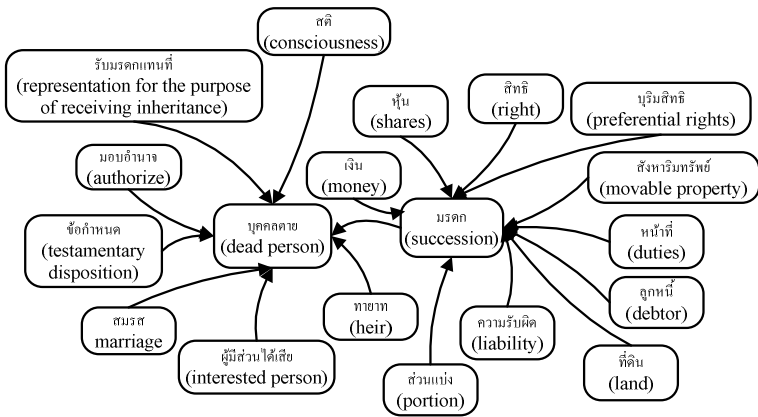 สติ
(consciousness)
รับมรดกแทนที่
(representation for the purpose
of receiving inheritance)
หุ้น
(shares)
สิทธิ
(right)
บุริมสิทธิ
(preferential rights)
มอบอำนาจ
(authorize)
เงิน
(money)
สังหาริมทรัพย์
(movable property)
ข้อกำหนด
(testamentary
disposition)
บุคคลตาย
(dead person)
มรดก
(succession)
หน้าที่
(duties)
สมรส
marriage
ทายาท
(heir)
ความรับผิด
(liability)
ลูกหนี้
(debtor)
ผู้มีส่วนได้เสีย
(interested person)
ส่วนแบ่ง
(portion)
ที่ดิน
(land)